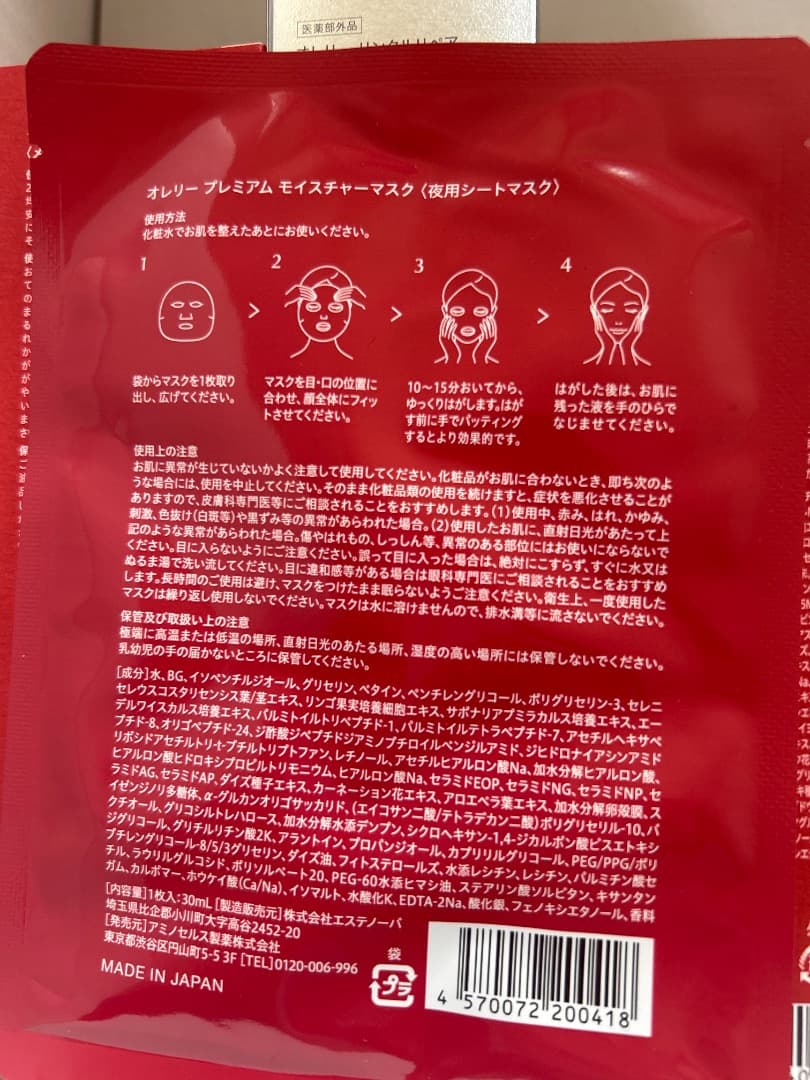 医薬部外品
オレリー プレミアム モイスチャーマスク〈夜用シートマスク〉
使用方法
化粧水でお肌を整えたあとにお使いください。
1
2
3
4
袋からマスクを1枚取り
出し、広げてください。
マスクを目・口の位置に
合わせ、顔全体にフィッ
トさせてください。
10〜15分おいてから、
ゆっくりはがします。はが
す前に手でパッティング
するとより効果的です。
はがした後は、お肌に
残った液を手のひらで
なじませてください。
使用上の注意
お肌に異常が生じていないかよく注意して使用してください。化粧品がお肌に合わないとき、即ち次のよ
うな場合には、使用を中止してください。そのまま化粧品類の使用を続けますと、症状を悪化させることが
ありますので、皮膚科専門医等にご相談されることをおすすめします。(1)使用中、赤み、はれ、かゆみ、
刺激、色抜け(白斑等)や黒ずみ等の異常があらわれた場合。(2)使用したお肌に、直射日光があたって上
記のような異常があらわれた場合。傷やはれもの、しっしん等、異常のある部位にはお使いにならないで
ください。目に入らないようにご注意ください。誤って目に入った場合は、絶対にこすらず、すぐに水又は
ぬるま湯で洗い流してください。目に違和感等がある場合は眼科専門医にご相談されることをおすすめ
します。長時間のご使用は避け、マスクをつけたまま眠らないようご注意ください。衛生上、一度使用した
マスクは繰り返し使用しないでください。マスクは水に溶けませんので、排水溝等に流さないでください。
保管及び取扱い上の注意
極端に高温または低温の場所、直射日光のあたる場所、湿度の高い場所には保管しないでください。
乳幼児の手の届かないところに保管してください。
[成分]水、BG、イソペンチルジオール、グリセリン、ベタイン、ペンチレングリコール、ポリグリセリン-3、セレニ
セレウスコスタリセンシス葉/茎エキス、リンゴ果実培養細胞エキス、サポナリアプミラカルス培養エキス、エー
デルワイスカルス培養エキス、パルミトイルトリペプチド-1、パルミトイルテトラペプチド-7、アセチルヘキサペ
プチド-8、オリゴペプチド-24、ジ酢酸ジペプチドジアミノブチロイルベンジルアミド、ジヒドロナイアシンアミド
リボシドアセチルトリ-t-ブチルトリプトファン、レチノール、アセチルヒアルロン酸Na、加水分解ヒアルロン酸、
ヒアルロン酸ヒドロキシプロピルトリモニウム、ヒアルロン酸Na、セラミドEOP、セラミドNG、セラミドNP、セ
ラミドAG、セラミドAP、ダイズ種子エキス、カーネーション花エキス、アロエベラ葉エキス、加水分解卵殻膜、ス
イゼンジノリ多糖体、α-グルカンオリゴサッカリド、(エイコサン二酸/テトラデカン二酸)ポリグリセリル-10、バ
クチオール、グリコシルトレハロース、加水分解水添デンプン、シクロヘキサン-1,4-ジカルボン酸ビスエトキシ
ジグリコール、グリチルリチン酸2K、アラントイン、プロパンジオール、カプリリルグリコール、PEG/PPG/ポリ
ブチレングリコール-8/5/3グリセリン、ダイズ油、フィトステロールズ、水添レシチン、レシチン、パルミチン酸セ
チル、ラウリルグルコシド、ポリソルベート20、PEG-60水添ヒマシ油、ステアリン酸ソルビタン、キサンタン
ガム、カルボマー、ホウケイ酸(Ca/Na)、イソマルト、水酸化K、EDTA-2Na、酸化銀、フェノキシエタノール、香料
[内容量]1枚入:30mL [製造販売元]株式会社エステノーバ
埼玉県比企郡小川町大字高谷2452-20
[発売元]アミノセルス製薬株式会社
東京都渋谷区円山町5-5 3F [TEL]0120-006-996
MADE IN JAPAN
袋
プラ
4 570072 200418